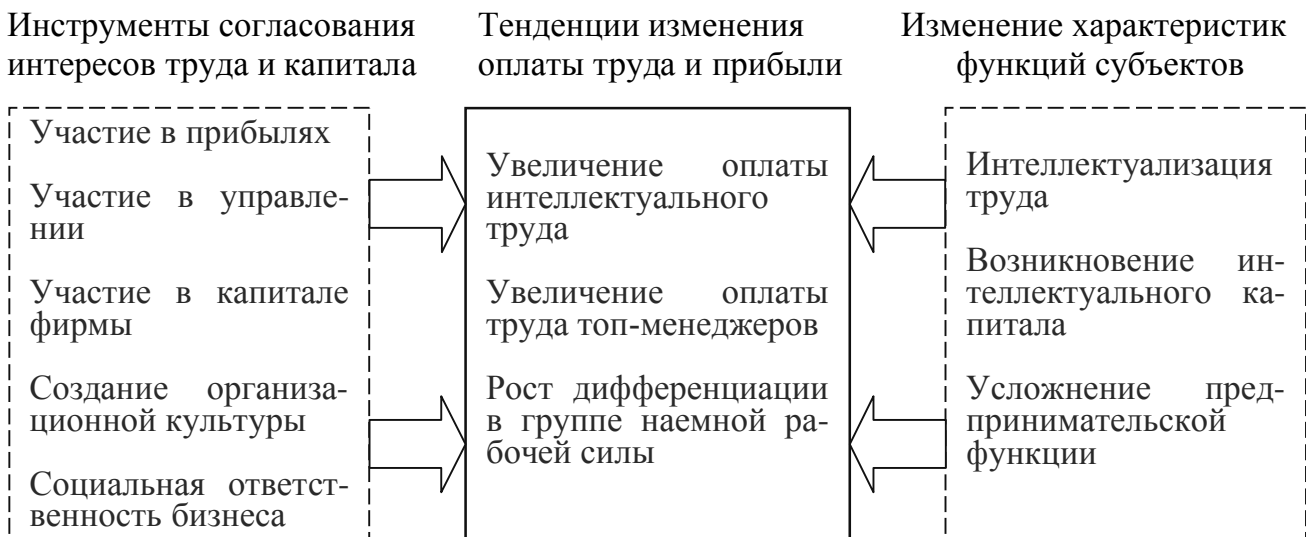 Инструменты согласования
интересов труда и капитала
Участие в прибылях
Участие в управле-
нии
Участие в капитале
фирмы
Создание организа-
ционной культуры
Социальная ответст-
венность бизнеса
Тенденции изменения
оплаты труда и прибыли
Увеличение оплаты
интеллектуального
труда
Увеличение оплаты
труда топ-менеджеров
Рост дифференциации
в группе наемной ра-
бочей силы
Изменение характеристик
функций субъектов
Интеллектуализация
труда
Возникновение ин-
теллектуального ка-
питала
Усложнение пред-
принимательской
функции